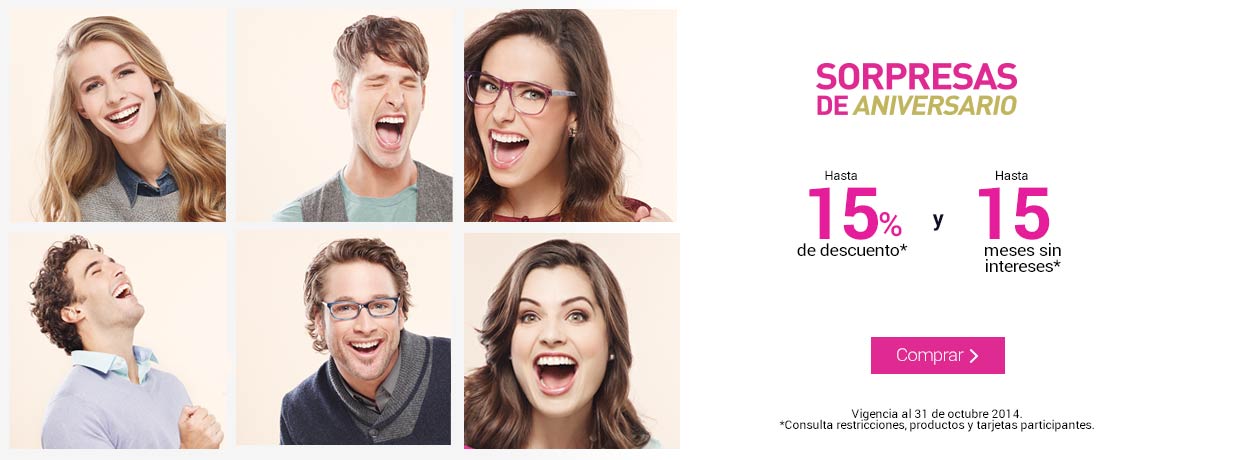 SORPRESAS
DE ANIVERSARIO
Hasta
15%
de descuento*
y
Hasta
15
meses sin
intereses*
Comprar
Vigencia al 31 de octubre 2014.
*Consulta restricciones, productos y tarjetas participantes.